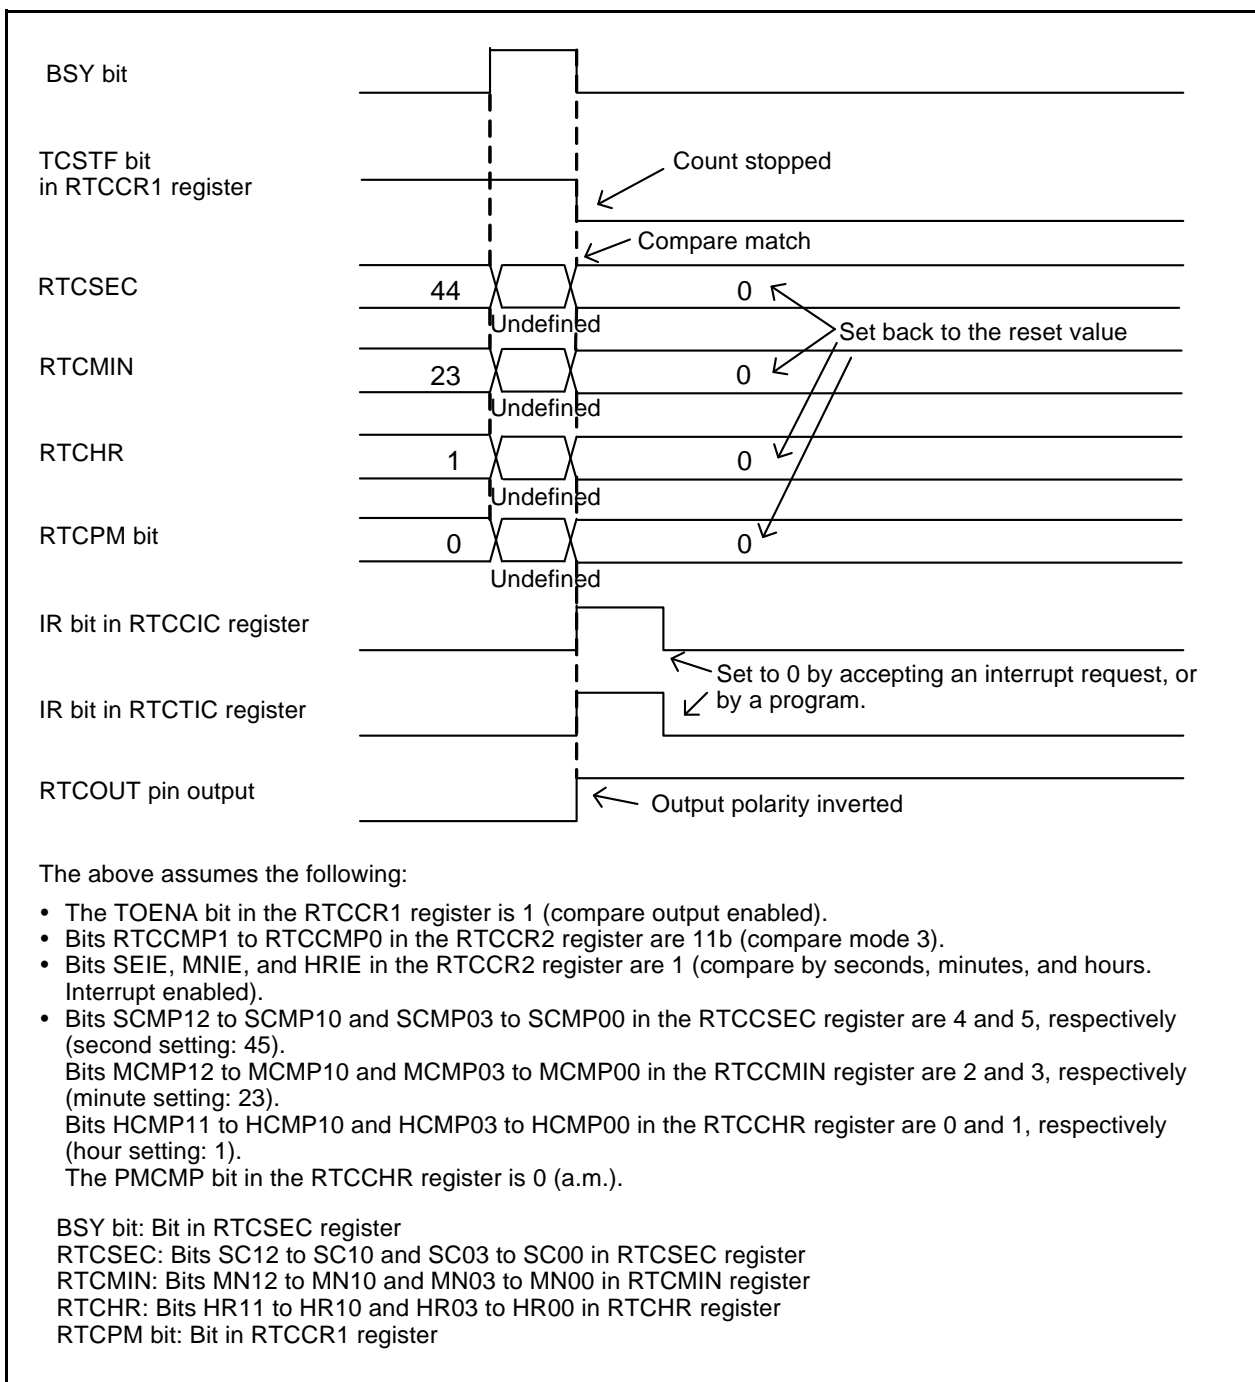 BSY bit
TCSTF bit
in RTCCR1 register
Count stopped
Compare match
RTCSEC
44
0
Undefined
Set back to the reset value
RTCMIN
23
0
Undefined
RTCHR
1
0
Undefined
RTCPM bit
0
0
Undefined
IR bit in RTCCIC register
Set to 0 by accepting an interrupt request, or
by a program.
IR bit in RTCTIC register
RTCOUT pin output
Output polarity inverted
The above assumes the following:
• The TOENA bit in the RTCCR1 register is 1 (compare output enabled).
• Bits RTCCMP1 to RTCCMP0 in the RTCCR2 register are 11b (compare mode 3).
• Bits SEIE, MNIE, and HRIE in the RTCCR2 register are 1 (compare by seconds, minutes, and hours.
Interrupt enabled).
• Bits SCMP12 to SCMP10 and SCMP03 to SCMP00 in the RTCCSEC register are 4 and 5, respectively
(second setting: 45).
Bits MCMP12 to MCMP10 and MCMP03 to MCMP00 in the RTCCMIN register are 2 and 3, respectively
(minute setting: 23).
Bits HCMP11 to HCMP10 and HCMP03 to HCMP00 in the RTCCHR register are 0 and 1, respectively
(hour setting: 1).
The PMCMP bit in the RTCCHR register is 0 (a.m.).
BSY bit: Bit in RTCSEC register
RTCSEC: Bits SC12 to SC10 and SC03 to SC00 in RTCSEC register
RTCMIN: Bits MN12 to MN10 and MN03 to MN00 in RTCMIN register
RTCHR: Bits HR11 to HR10 and HR03 to HR00 in RTCHR register
RTCPM bit: Bit in RTCCR1 register